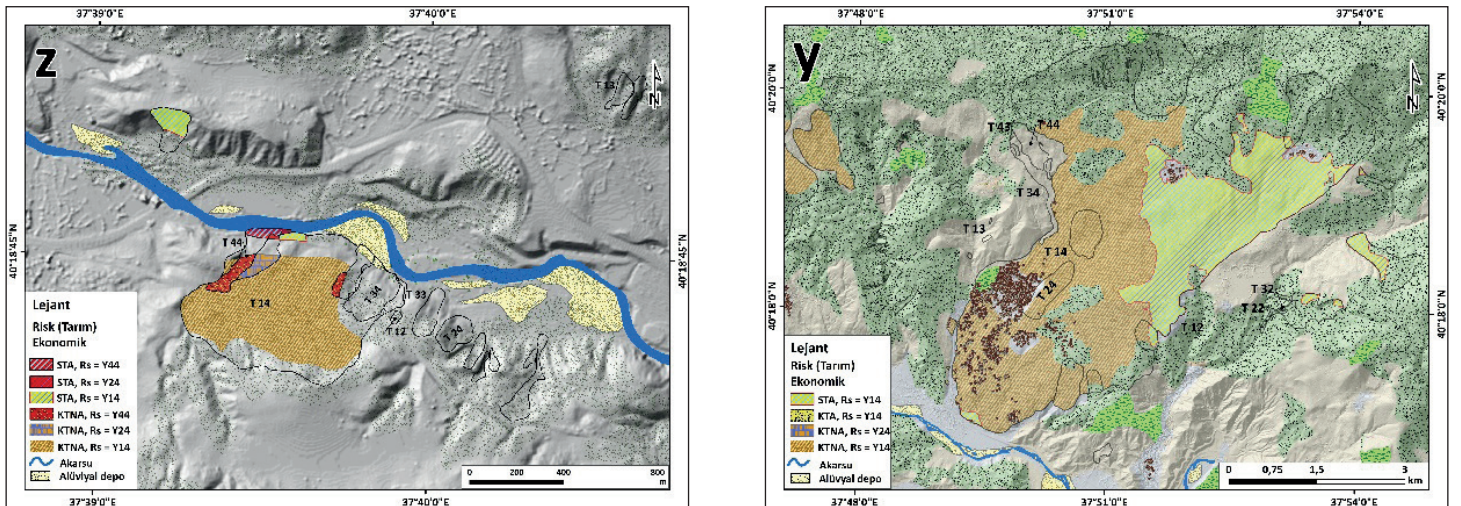 37°39'0"E 37°40'0"E
z
T 13
N
40°18'45"N
40°18'45"N
T 44
T 14
T 34
T 33
T 12
T 24
Lejant
Risk (Tarım)
Ekonomik
STA, Rs = Y44
STA, Rs = Y24
STA, Rs = Y14
KTNA, Rs = Y44
KTNA, Rs = Y24
KTNA, Rs = Y14
Akarsu
Alüvyal depo
0 200 400 800
m
37°39'0"E 37°40'0"E
37°48'0"E 37°51'0"E 37°54'0"E
y
N
40°20'0"N
40°20'0"N
T 43
T 44
T 34
T 13
T 14
T 24
T 32
T 22
T 12
40°18'0"N
40°18'0"N
Lejant
Risk (Tarım)
Ekonomik
STA, Rs = Y14
KTA, Rs = Y14
KTNA, Rs = Y24
KTNA, Rs = Y14
Akarsu
Alüvyal depo
0 0,75 1,5 3
km
37°48'0"E 37°51'0"E 37°54'0"E